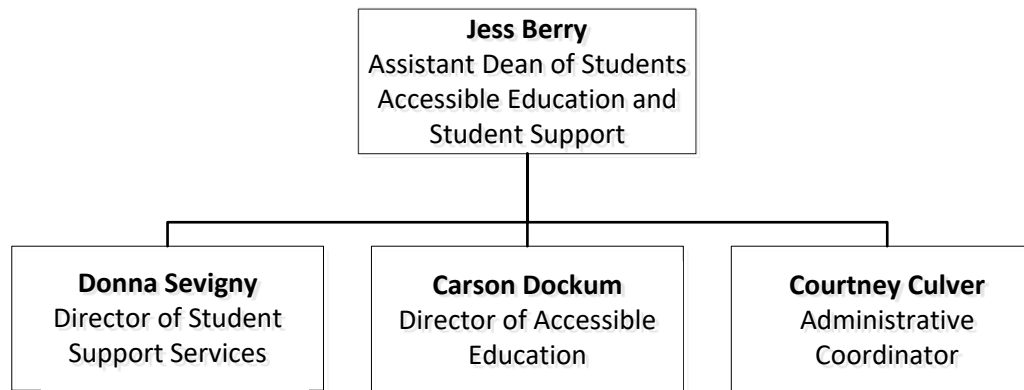 Jess Berry
Assistant Dean of Students
Accessible Education and
Student Support
Donna Sevigny
Director of Student
Support Services
Carson Dockum
Director of Accessible
Education
Courtney Culver
Administrative
Coordinator